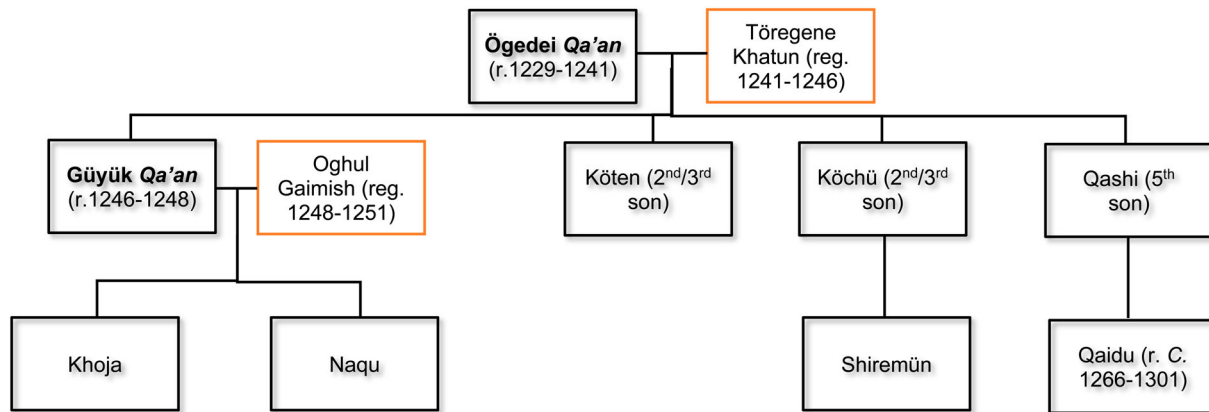 Ögedei Qa’an
(r.1229-1241)
Töregene
Khatun (reg.
1241-1246)
Güyük Qa’an
(r.1246-1248)
Oghul
Gaimish (reg.
1248-1251)
Köten (2nd/3rd
son)
Köchü (2nd/3rd
son)
Qashi (5th
son)
Khoja
Naqu
Shiremün
Qaidu (r. C.
1266-1301)